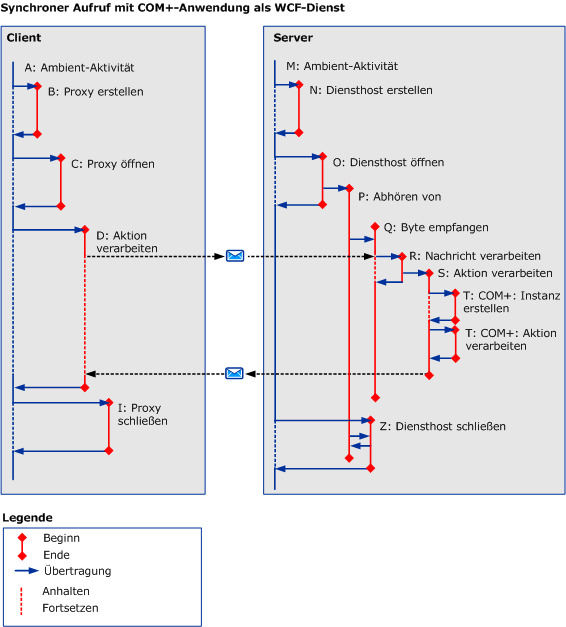 Synchroner Aufruf mit COM+-Anwendung als WCF-Dienst
Client
A: Ambient-Aktivität
B: Proxy erstellen
C: Proxy öffnen
D: Aktion
verarbeiten
I: Proxy
schließen
Server
M: Ambient-Aktivität
N: Diensthost erstellen
O: Diensthost öffnen
P: Abhören von
Q: Byte empfangen
R: Nachricht verarbeiten
S: Aktion verarbeiten
T: COM+: Instanz
erstellen
T: COM+: Aktion
verarbeiten
Z: Diensthost schließen
Legende
Beginn
Ende
Übertragung
Anhalten
Fortsetzen